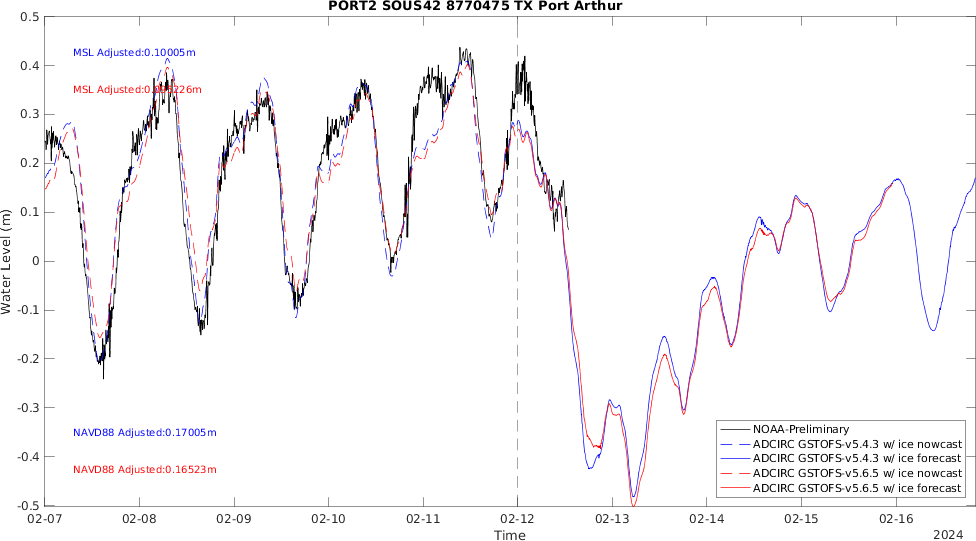 PORT2 SOUS42 8770475 TX Port Arthur
0.5
MSL Adjusted:0.10005m
0.4
MSL Adjusted: 226m
0.3
0.2
0.1
0
-0.1
-0.2
-0.3
-0.4
-0.5
Water Level (m)
NAVD88 Adjusted:0.17005m
NAVD88 Adjusted:0.16523m
NOAA-Preliminary
ADCIRC GSTOFS-v5.4.3 w/ ice nowcast
ADCIRC GSTOFS-v5.4.3 w/ ice forecast
ADCIRC GSTOFS-v5.6.5 w/ ice nowcast
ADCIRC GSTOFS-v5.6.5 w/ ice forecast
02-07 02-08 02-09 02-10 02-11 02-12 02-13 02-14 02-15 02-16
Time
2024